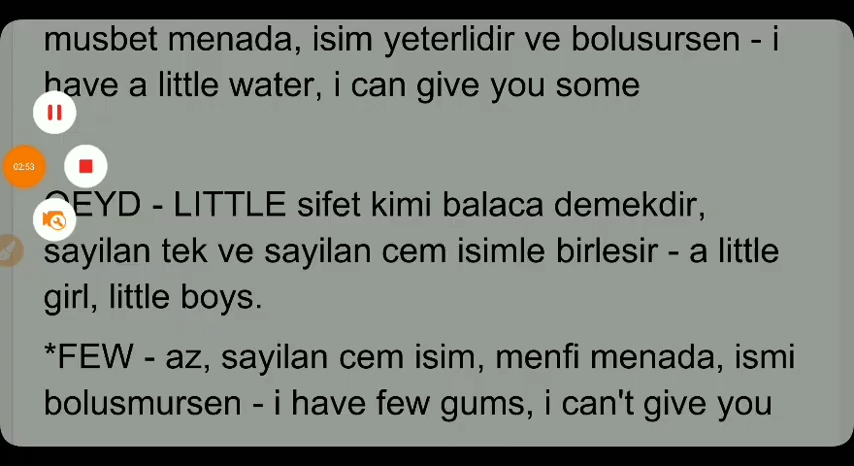 musbet menada, isim yeterlidir ve bolusursen - i
have a little water, i can give you some
02:53
QEYD - LITTLE sifet kimi balaca demekdir,
sayilan tek ve sayilan cem isimle birlesir - a little
girl, little boys.
*FEW - az, sayilan cem isim, menfi menada, ismi
bolusmursen - i have few gums, i can't give you